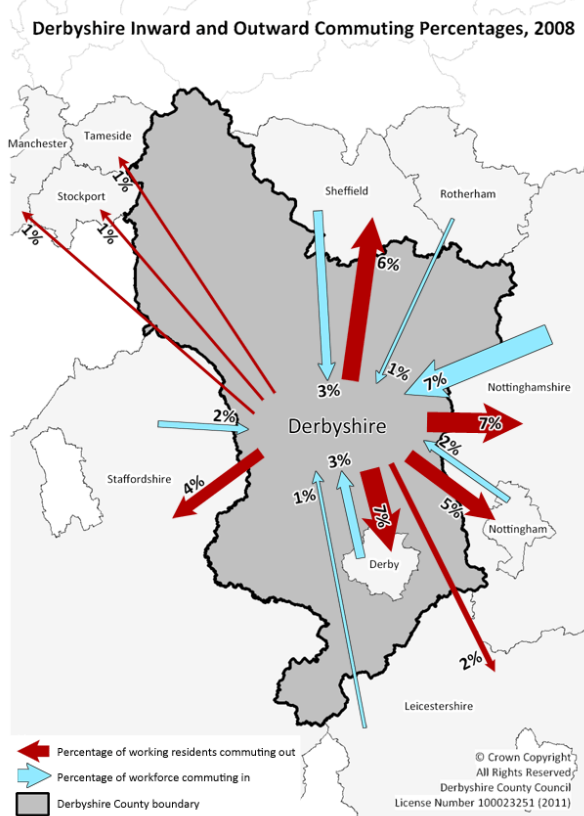 Derbyshire Inward and Outward Commuting Percentages, 2008
Manchester
Tameside
Stockport
Sheffield
Rotherham
1%
1%
1%
6%
3%
1%
7%
Nottinghamshire
7%
2%
Derbyshire
2%
3%
Staffordshire
4%
1%
7%
5%
Nottingham
Derby
2%
Leicestershire
Percentage of working residents commuting out
Percentage of workforce commuting in
Derbyshire County boundary
© Crown Copyright
All Rights Reserved
Derbyshire County Council
License Number 100023251 (2011)